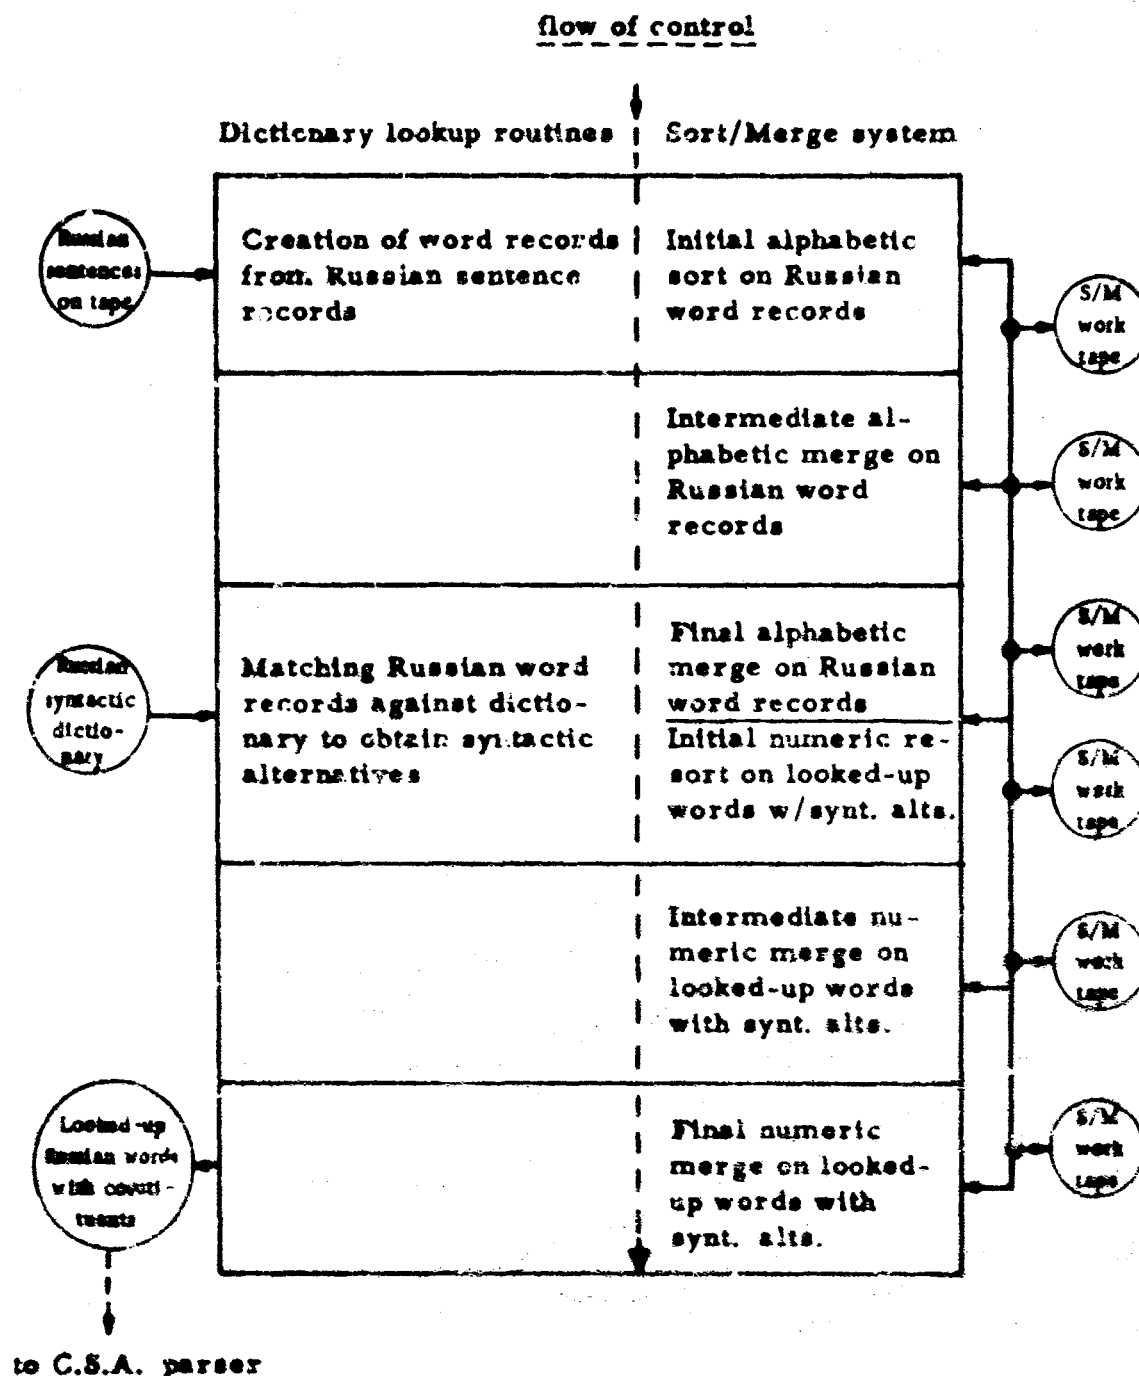 flow of control
Dictionary lookup routines
Sort/Merge system
Russian
sentences
on tape
Creation of word records
from Russian sentence
records
Initial alphabetic
sort on Russian
word records
S/M
work
tape
Intermediate al-
phabetic merge on
Russian word
records
S/M
work
tape
Russian
syntactic
dictio-
nary
Matching Russian word
records against dictio-
nary to obtain syntactic
alternatives
Final alphabetic
merge on Russian
word records
Initial numeric re-
sort on looked-up
words w/synt. alts.
S/M
work
tape
S/M
work
tape
Intermediate nu-
meric merge on
looked-up words
with synt. alts.
S/M
work
tape
Looked-up
Russian words
with
Final numeric
merge on looked-
up words with
synt. alts.
S/M
work
tape
to C.S.A. parser